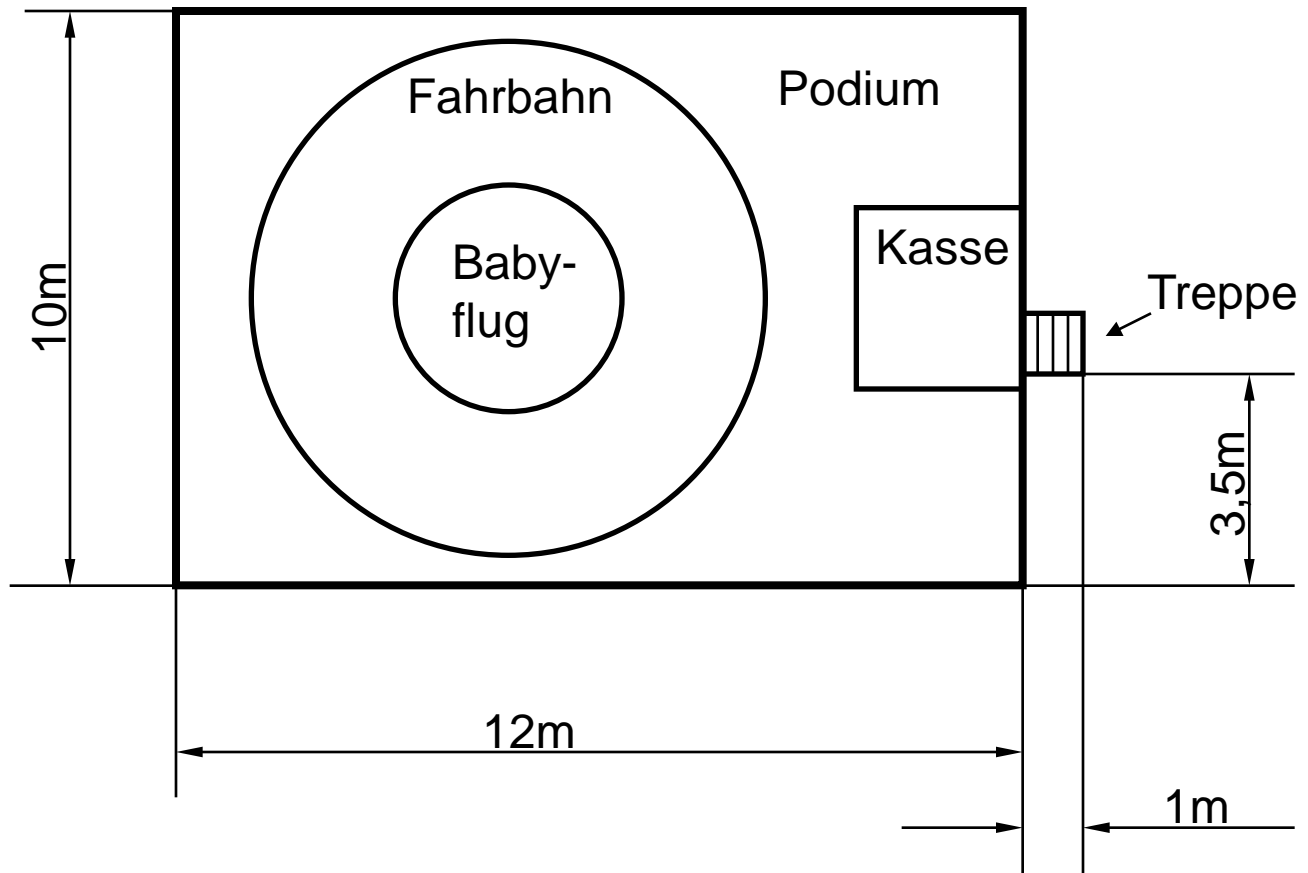 Fahrbahn
Podium
Baby-
flug
Kasse
Treppe
10m
3,5m
12m
1m